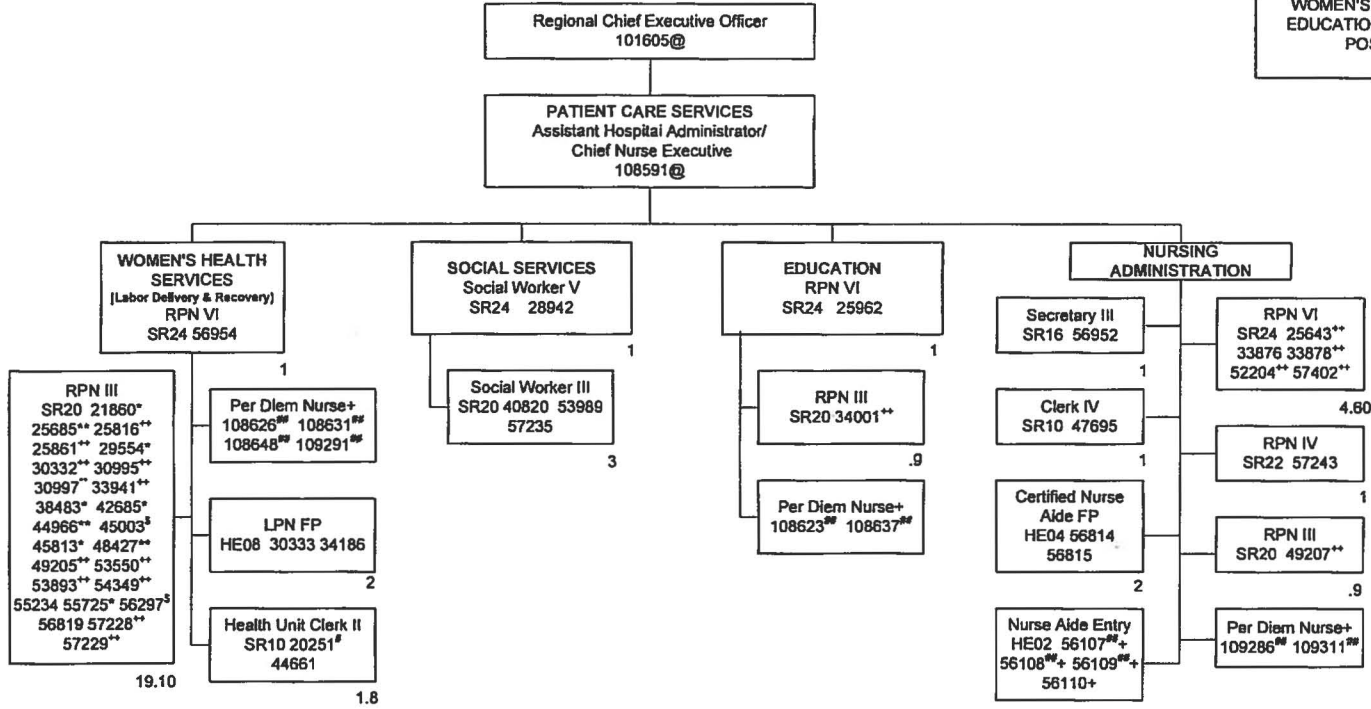 Regional Chief Executive Officer
101605@
WOMEN'S
EDUCATIO
POS
PATIENT CARE SERVICES
Assistant Hospital Administrator/
Chief Nurse Executive
108591@
WOMEN'S HEALTH
SERVICES
[Labor Delivery & Recovery]
RPN VI
SR24 56954
1
RPN III
SR20 21860*
25685** 25816++
25861++ 29554*
30332++ 30995++
30997 33941++
38483* 42685*
44966** 45003$
45813* 48427**
49205++ 53550++
53893++ 54349++
55234 55725* 56297$
56819 57228++
57229++
19.10
Per Diem Nurse+
108626## 108631##
108648## 109291##
LPN FP
HE08 30333 34186
2
Health Unit Clerk II
SR10 20251#
44661
1.8
SOCIAL SERVICES
Social Worker V
SR24 28942
1
Social Worker III
SR20 40820 53989
57235
3
EDUCATION
RPN VI
SR24 25962
1
RPN III
SR20 34001++
.9
Per Diem Nurse+
108623## 108637##
NURSING
ADMINISTRATION
Secretary III
SR16 56952
1
Clerk IV
SR10 47695
1
Certified Nurse
Aide FP
HE04 56814
56815
2
Nurse Aide Entry
HE02 56107##+
56108##+ 56109##+
56110+
RPN VI
SR24 25643++
33876 33878++
52204++ 57402++
4.60
RPN IV
SR22 57243
1
RPN III
SR20 49207++
.9
Per Diem Nurse+
109286## 109311##